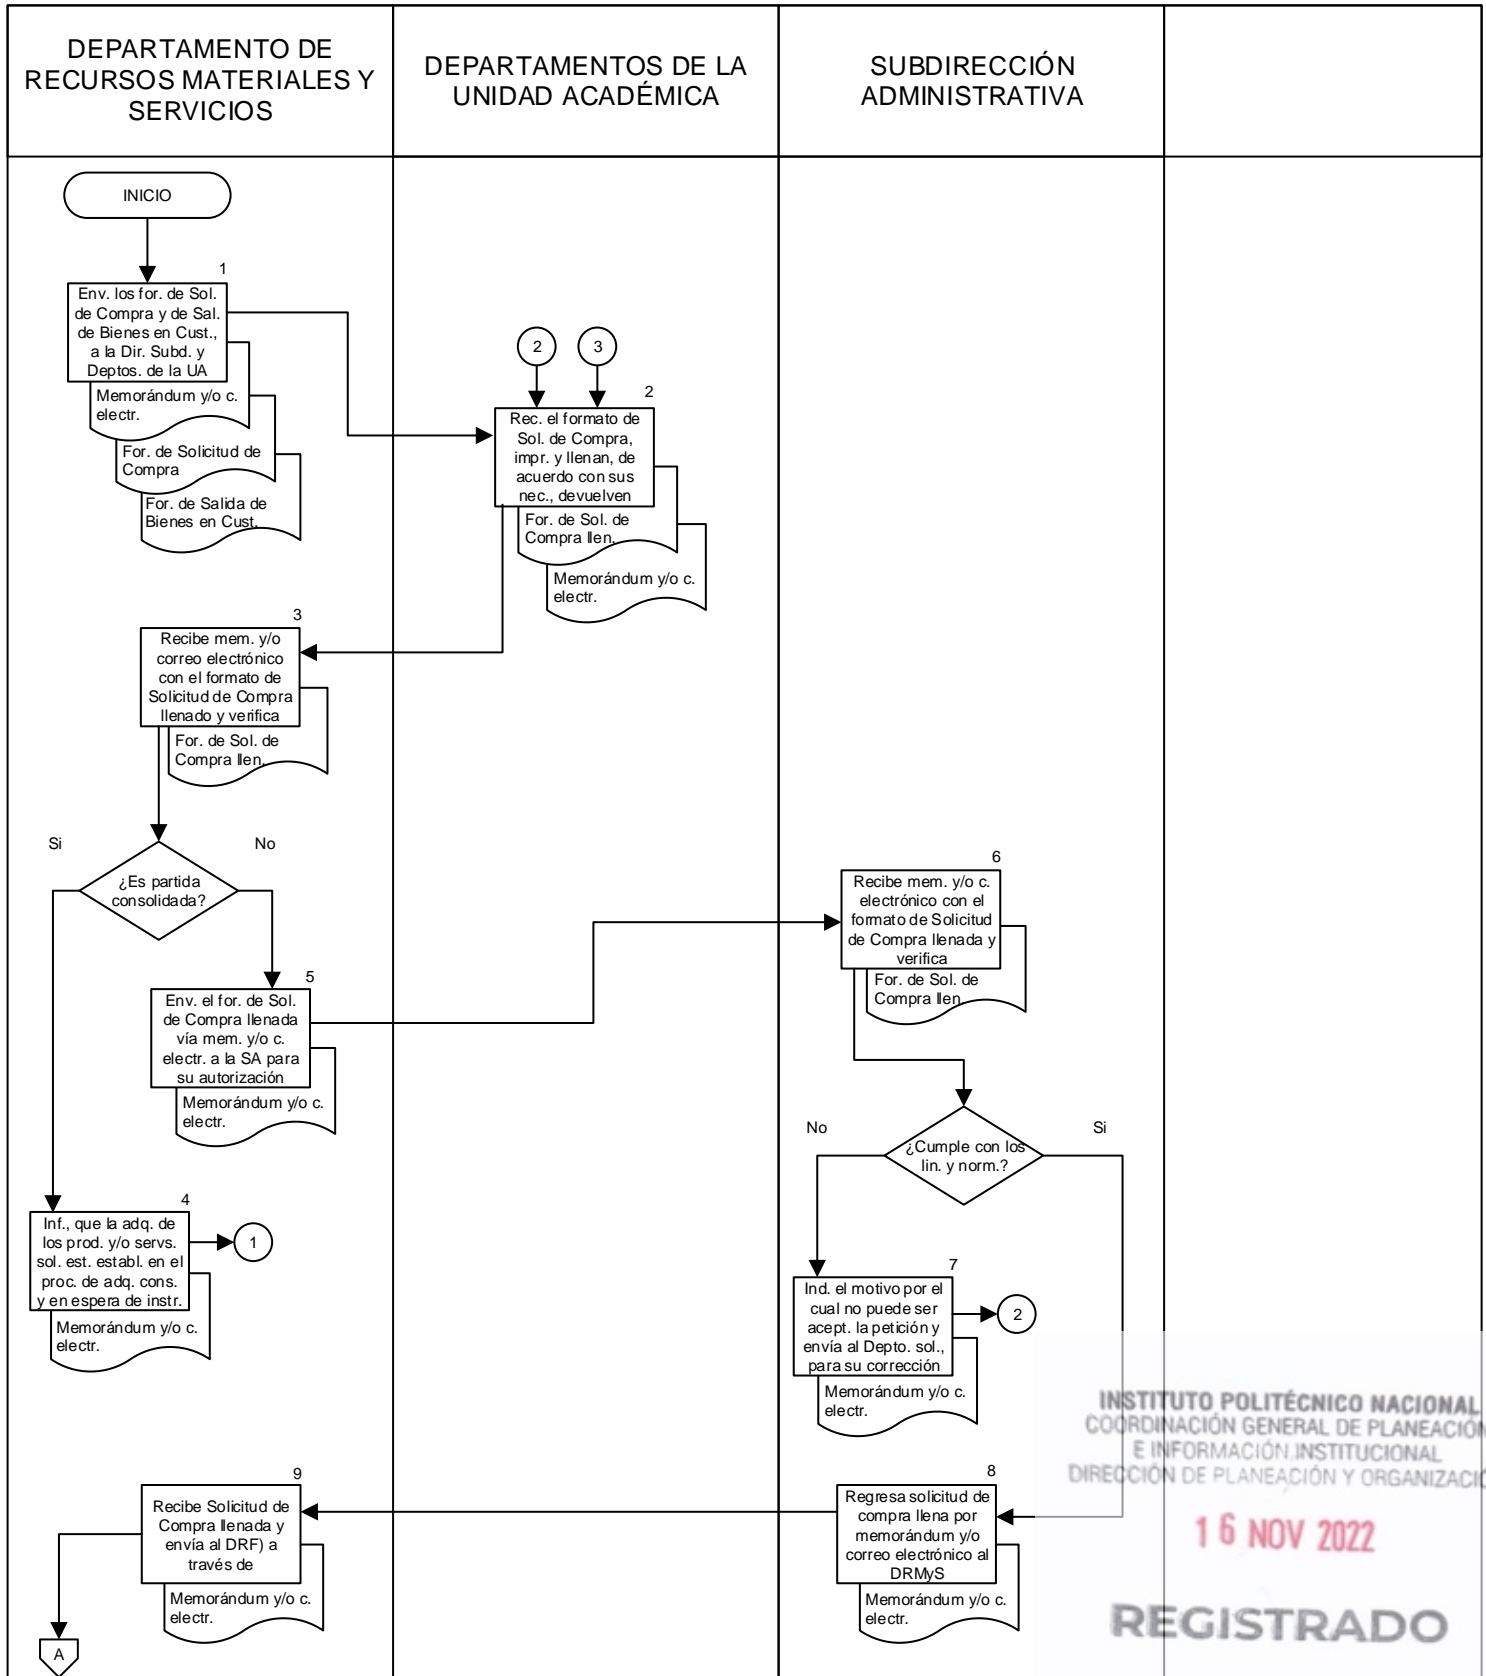 DEPARTAMENTO DE
RECURSOS MATERIALES Y
SERVICIOS
DEPARTAMENTOS DE LA
UNIDAD ACADÉMICA
SUBDIRECCIÓN
ADMINISTRATIVA
INICIO
1
Env. los for. de Sol.
de Compra y de Sal.
de Bienes en Cust.,
a la Dir. Subd. y
Deptos. de la UA
Memorándum y/o c.
electr.
For. de Solicitud de
Compra
For. de Salida de
Bienes en Cust.
2
3
2
Rec. el formato de
Sol. de Compra,
impr. y llenan, de
acuerdo con sus
nec., devuelven
For. de Sol. de
Compra llen.
Memorándum y/o c.
electr.
3
Recibe mem. y/o
correo electrónico
con el formato de
Solicitud de Compra
llenado y verifica
For. de Sol. de
Compra llen.
Si
No
¿Es partida
consolidada?
5
Env. el for. de Sol.
de Compra llenada
vía mem. y/o c.
electr. a la SA para
su autorización
Memorándum y/o c.
electr.
6
Recibe mem. y/o c.
electrónico con el
formato de Solicitud
de Compra llenada y
verifica
For. de Sol. de
Compra llen.
No
Si
¿Cumple con los
lin. y norm.?
4
Inf., que la adq. de
los prod. y/o servs.
sol. est. establ. en el
proc. de adq. cons.
y en espera de instr.
1
Memorándum y/o c.
electr.
7
Ind. el motivo por el
cual no puede ser
acept. la petición y
envía al Depto. sol.,
para su corrección
2
Memorándum y/o c.
electr.
9
Recibe Solicitud de
Compra llenada y
envía al DRF) a
través de
Memorándum y/o c.
electr.
A
8
Regresa solicitud de
compra llena por
memorándum y/o
correo electrónico al
DRMyS
Memorándum y/o c.
electr.
INSTITUTO POLITÉCNICO NACIONAL
COORDINACIÓN GENERAL DE PLANEACIÓN
E INFORMACIÓN INSTITUCIONAL
DIRECCIÓN DE PLANEACIÓN Y ORGANIZACIÓ
16 NOV 2022
REGISTRADO